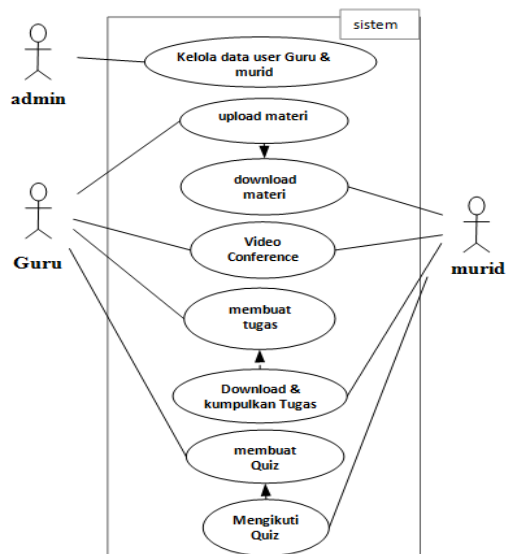 sistem
Kelola data user Guru &
murid
admin
upload materi
download
materi
Guru
Video
Conference
murid
membuat
tugas
Download &
kumpulkan Tugas
membuat
Quiz
Mengikuti
Quiz